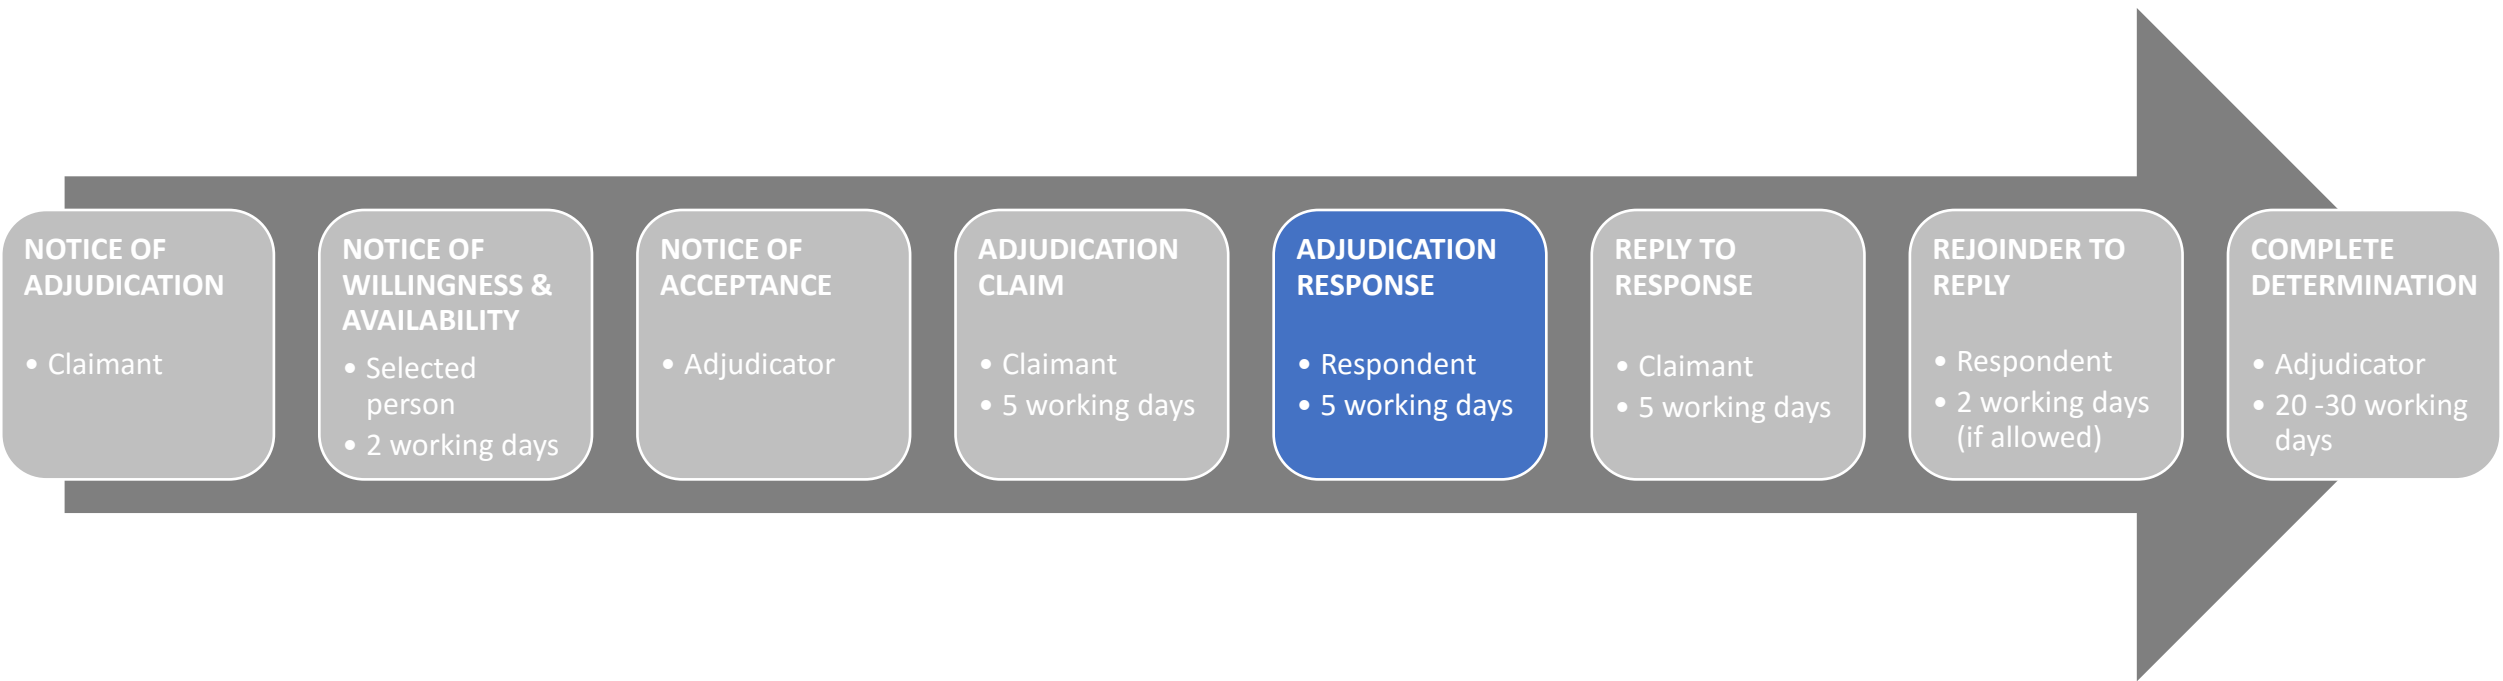 NOTICE OF
ADJUDICATION
• Claimant
NOTICE OF
WILLINGNESS &
AVAILABILITY
• Selected
person
• 2 working days
NOTICE OF
ACCEPTANCE
• Adjudicator
ADJUDICATION
CLAIM
• Claimant
• 5 working days
ADJUDICATION
RESPONSE
• Respondent
• 5 working days
REPLY TO
RESPONSE
• Claimant
• 5 working days
REJOINDER TO
REPLY
• Respondent
• 2 working days
(if allowed)
COMPLETE
DETERMINATION
• Adjudicator
• 20 -30 working
days